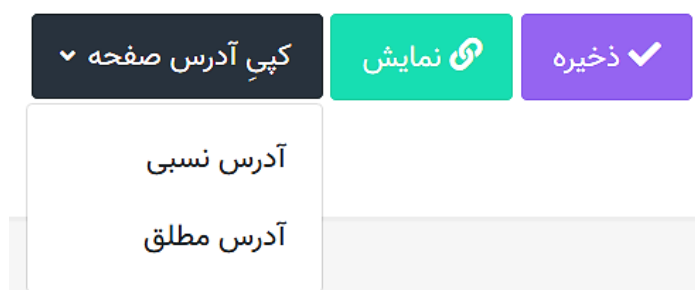 ذخیره
نمایش
کپیِ آدرس صفحه
آدرس نسبی
آدرس مطلق